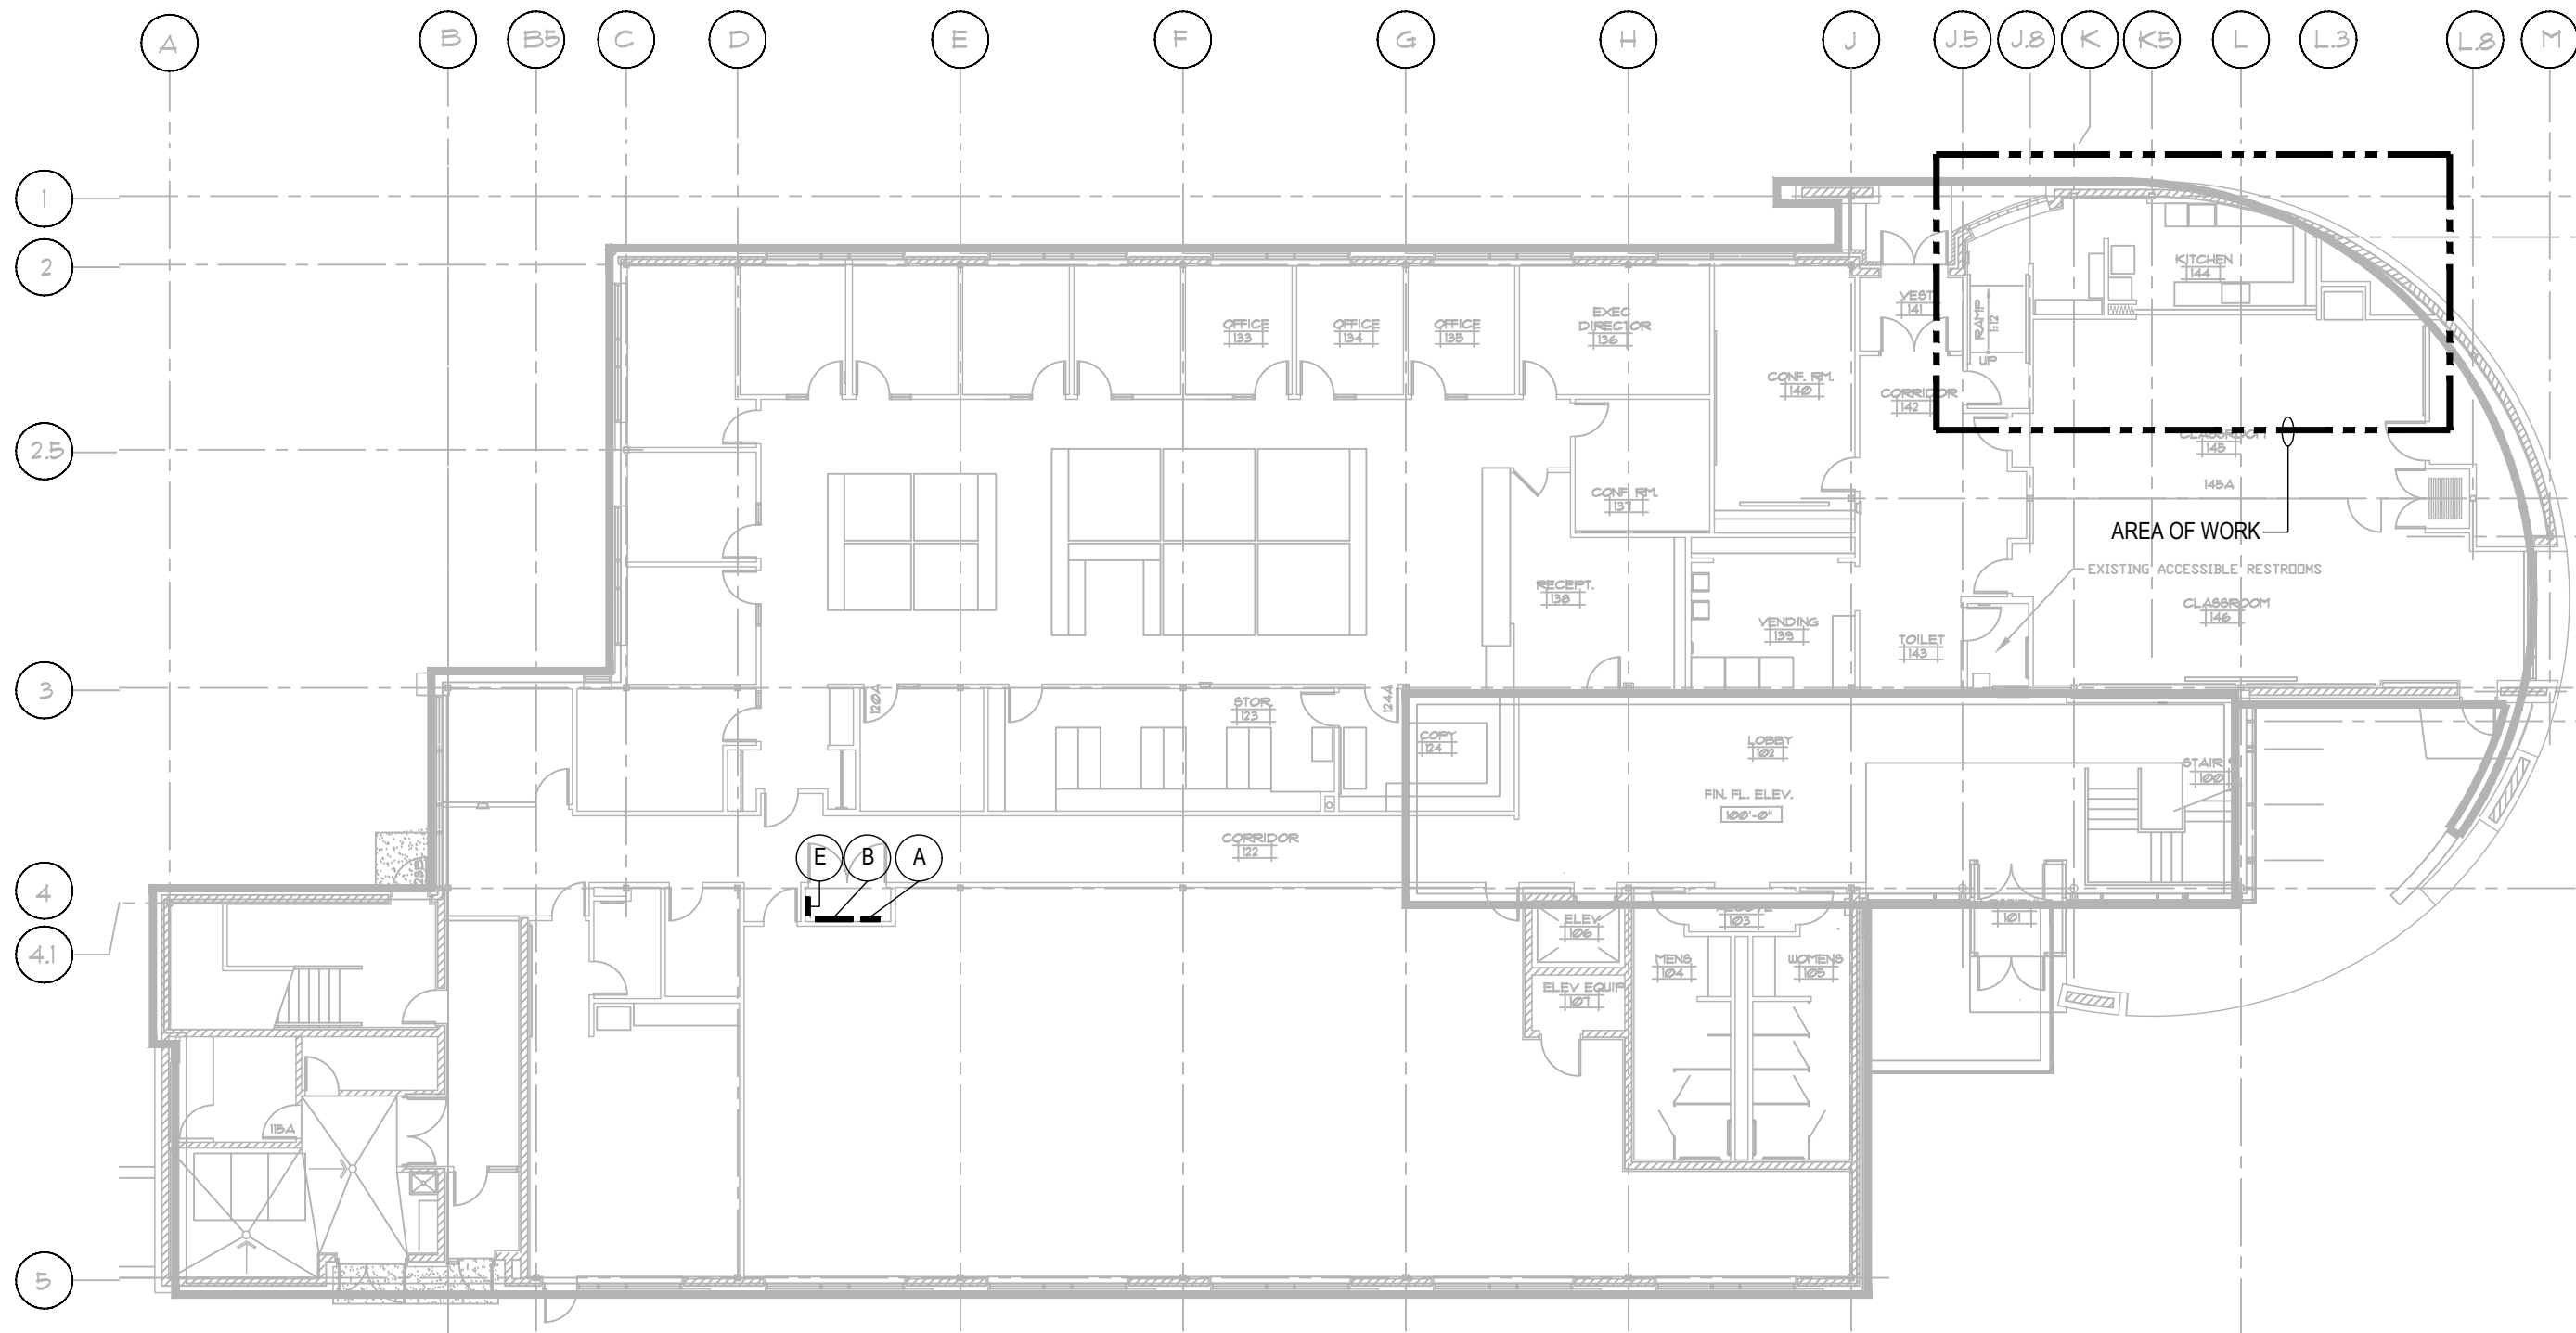 A
B
B5
C
D
E
F
G
H
J
J.5
J.8
K
K5
L
L.3
L.8
M
1
2
2.5
3
4
4.1
5
OFFICE
133
OFFICE
134
OFFICE
135
EXEC
DIRECTOR
136
CONF. RM.
140
CONF. RM.
137
VEST
141
RAMP
1:12
UP
CORRIDOR
142
KITCHEN
144
CLASSROOM
145
145A
AREA OF WORK
EXISTING ACCESSIBLE RESTROOMS
CLASSROOM
146
RECEPT.
138
VENDING
139
TOILET
143
120A
STOR
123
124A
COPY
124
LOBBY
102
FIN. FL. ELEV.
100'-0"
STAIR
100
CORRIDOR
122
E
B
A
ELEV
106
ELEV EQUIP
107
103
MENS
104
WOMENS
105
101
115A